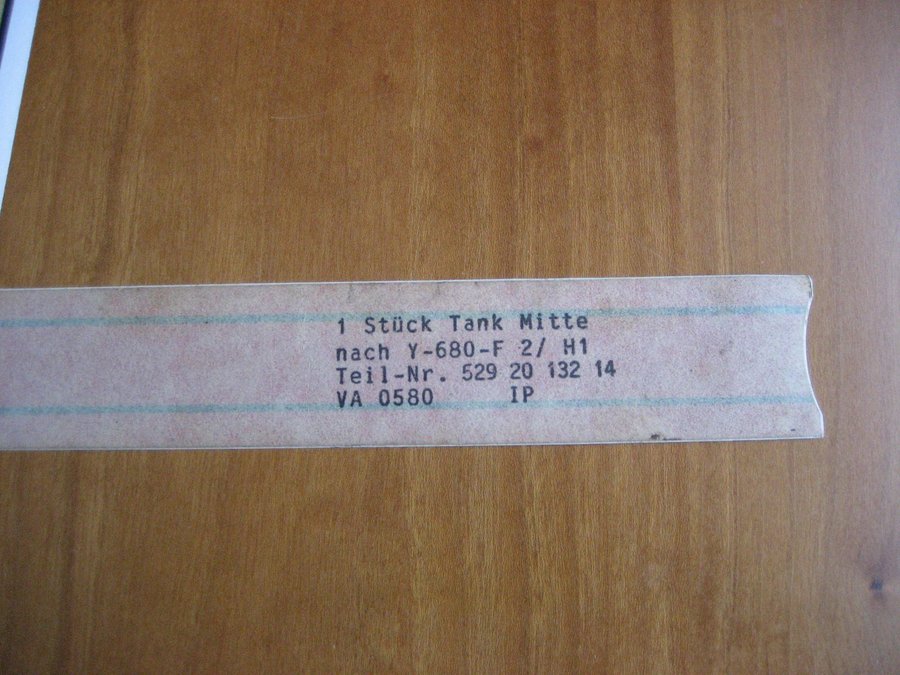 1 Stück Tank Mitte
nach Y-680-F 2/ H1
Teil-Nr. 529 20 132 14
VA 0580 IP